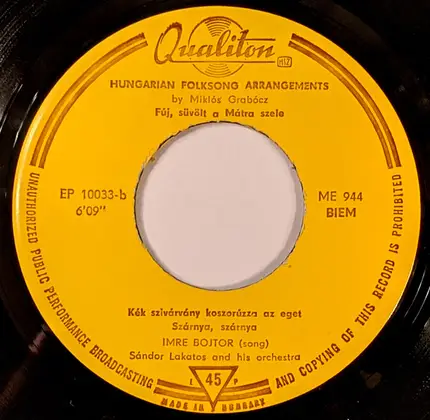 Qualiton
HUNGARIAN FOLKSONG ARRANGEMENTS
by Miklós Grabócz
Fúj, süvölt a Mátra szele
EP 10033-b
6'09"
ME 944
BIEM
Kék szivárvány koszorúzza az eget
Szárnya, szárnya
IMRE BOJTOR (song)
Sándor Lakatos and his orchestra
UNAUTHORIZED PUBLIC PERFORMANCE BROADCASTING
L 45 P
AND COPYING OF THIS RECORD IS PROHIBITED
MADE IN HUNGARY